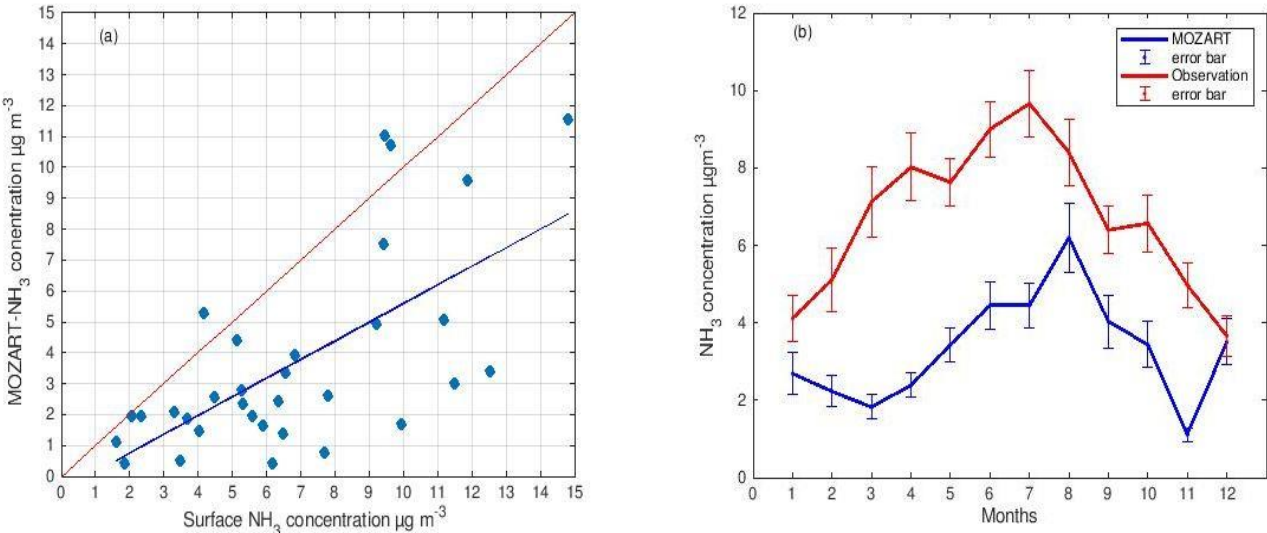 (a)
MOZART-NH3 conentration µg m-3
15
14
13
12
11
10
9
8
7
6
5
4
3
2
1
0
0 1 2 3 4 5 6 7 8 9 10 11 12 13 14 15
Surface NH3 concentration µg m-3
(b)
MOZART
error bar
Observation
error bar
NH3 concentration µgm-3
12
10
8
6
4
2
0
1 2 3 4 5 6 7 8 9 10 11 12
Months